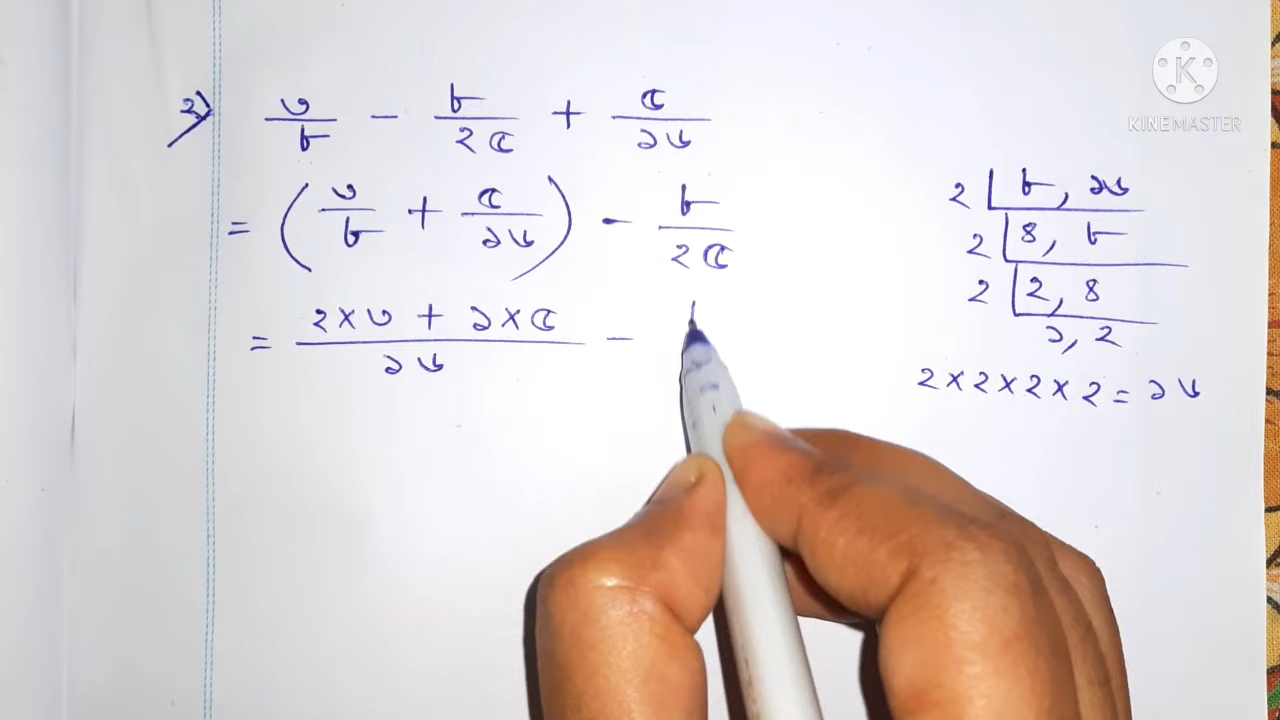 ২) ৩/৮ - ৮/২৫ + ৫/১৬
= (৩/৮ + ৫/১৬) - ৮/২৫
= ২×৩ + ১×৫/১৬ -
২ | ৮, ১৬
২ | ৪, ৮
২ | ২, ৪
১, ২
২×২×২×২ = ১৬
KINEMASTER